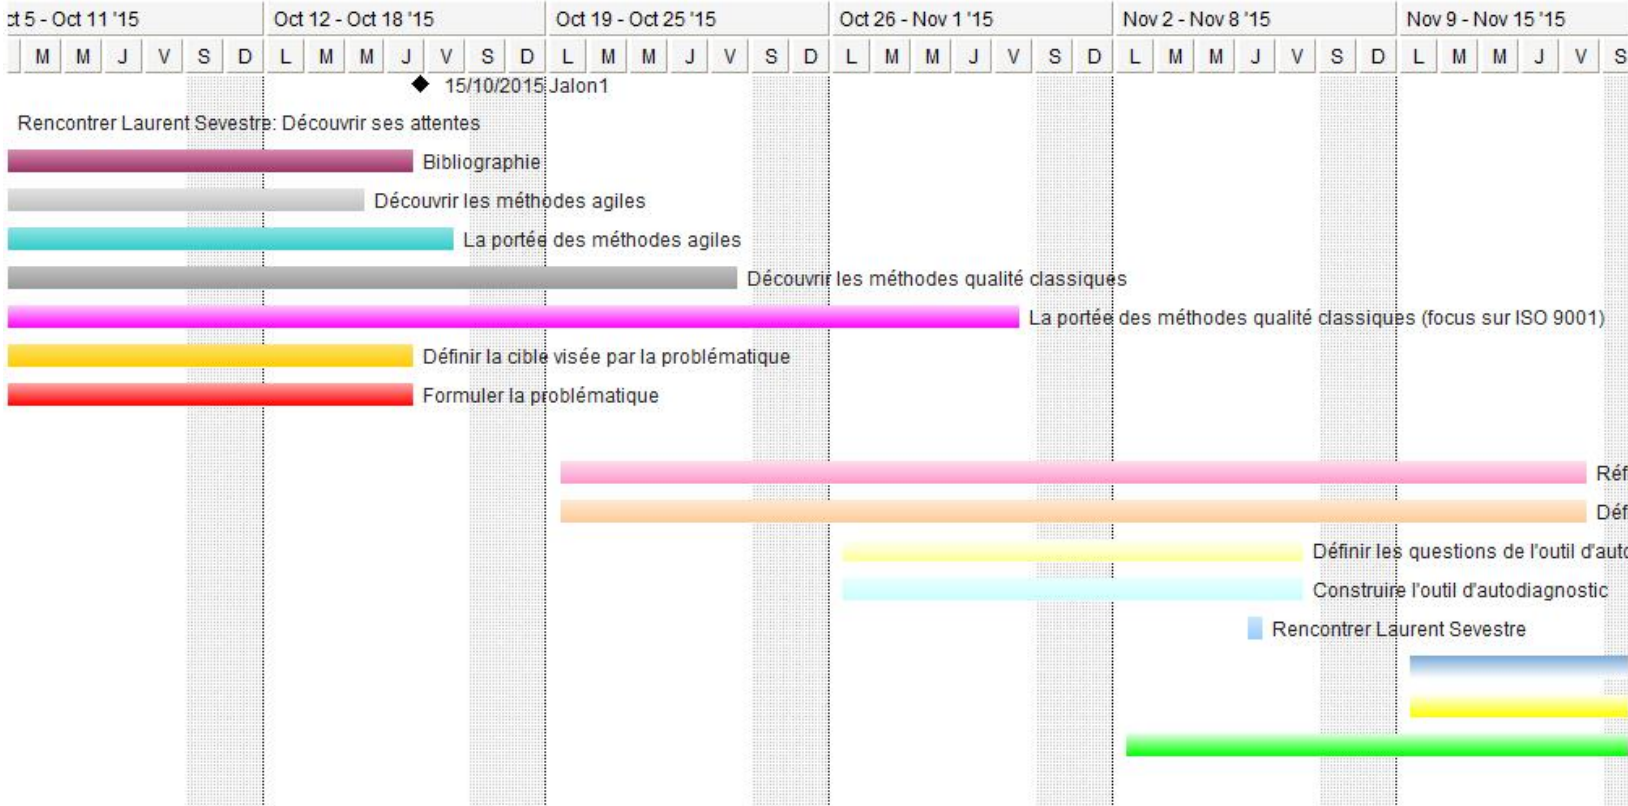 ct 5 - Oct 11 '15 Oct 12 - Oct 18 '15 Oct 19 - Oct 25 '15 Oct 26 - Nov 1 '15 Nov 2 - Nov 8 '15 Nov 9 - Nov 15 '15
M M J V S D L M M J V S D L M M J V S D L M M J V S D L M M J V S D L M M J V S
15/10/2015 Jalon1
Rencontrer Laurent Sevestre: Découvrir ses attentes
Bibliographie
Découvrir les méthodes agiles
La portée des méthodes agiles
Découvrir les méthodes qualité classiques
La portée des méthodes qualité classiques (focus sur ISO 9001)
Définir la cible visée par la problématique
Formuler la problématique
Réf
Déf
Définir les questions de l'outil d'auto
Construire l'outil d'autodiagnostic
Rencontrer Laurent Sevestre